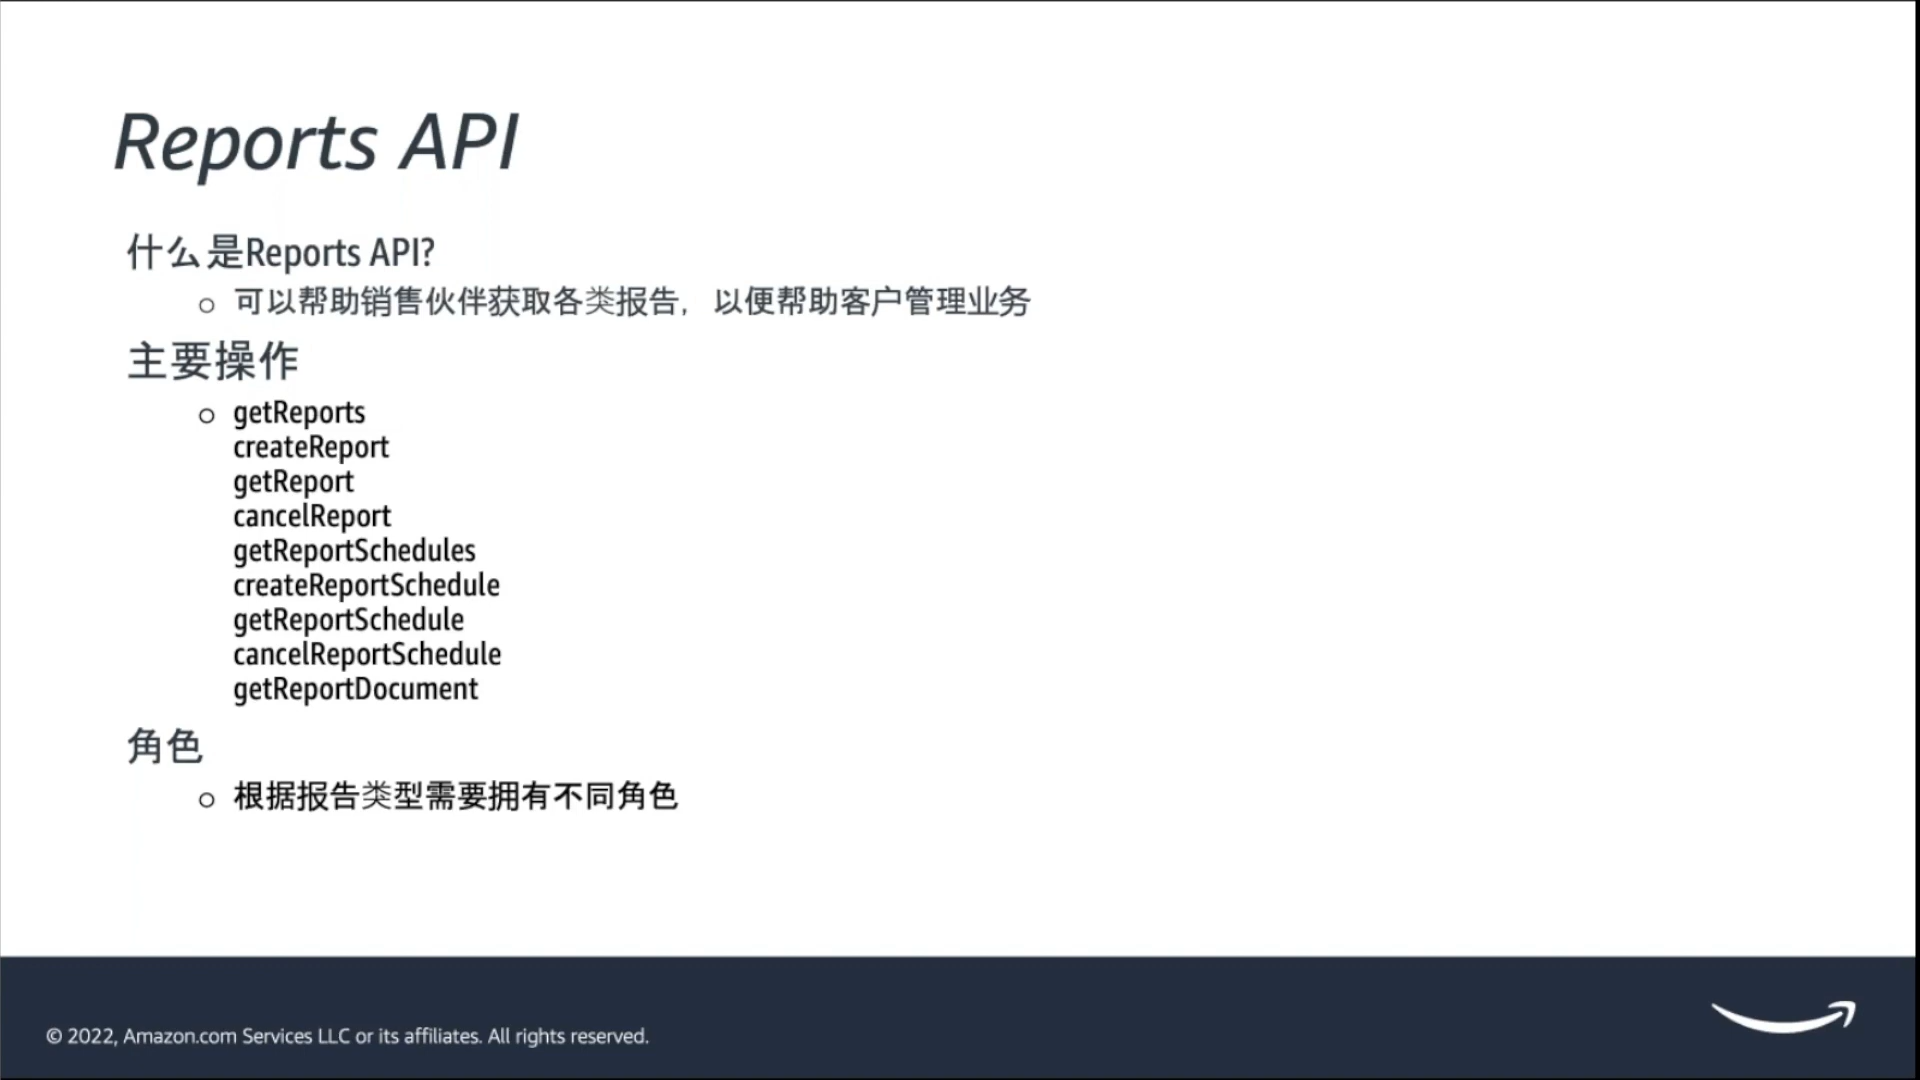 Reports API
什么是Reports API?
○ 可以帮助销售伙伴获取各类报告，以便帮助客户管理业务
主要操作
○ getReports
createReport
getReport
cancelReport
getReportSchedules
createReportSchedule
getReportSchedule
cancelReportSchedule
getReportDocument
角色
○ 根据报告类型需要拥有不同角色
© 2022, Amazon.com Services LLC or its affiliates. All rights reserved.